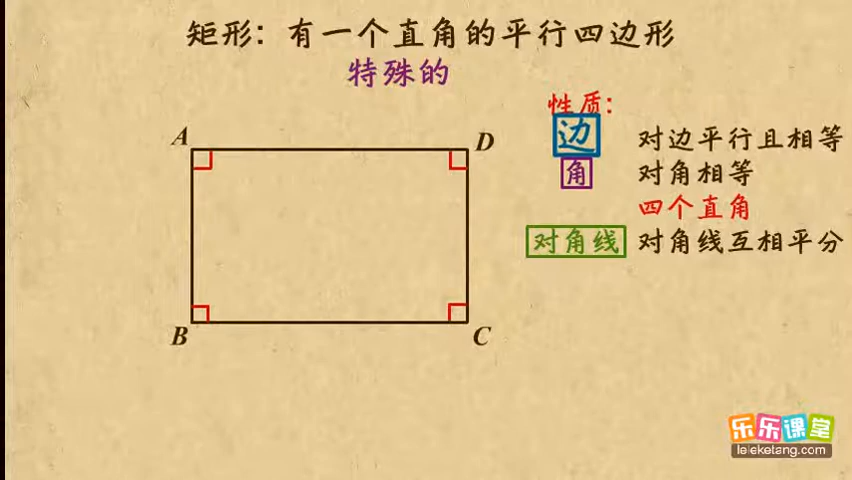 矩形：有一个直角的平行四边形
特殊的
性质：
边 对边平行且相等
角 对角相等
四个直角
对角线 对角线互相平分
A
D
B
C
乐乐课堂
leleketang.com